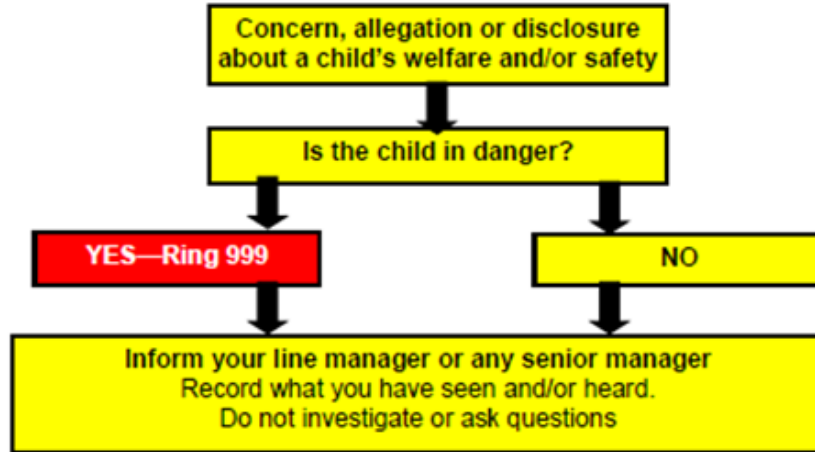 Concern, allegation or disclosure
about a child's welfare and/or safety
Is the child in danger?
YES—Ring 999
NO
Inform your line manager or any senior manager
Record what you have seen and/or heard.
Do not investigate or ask questions